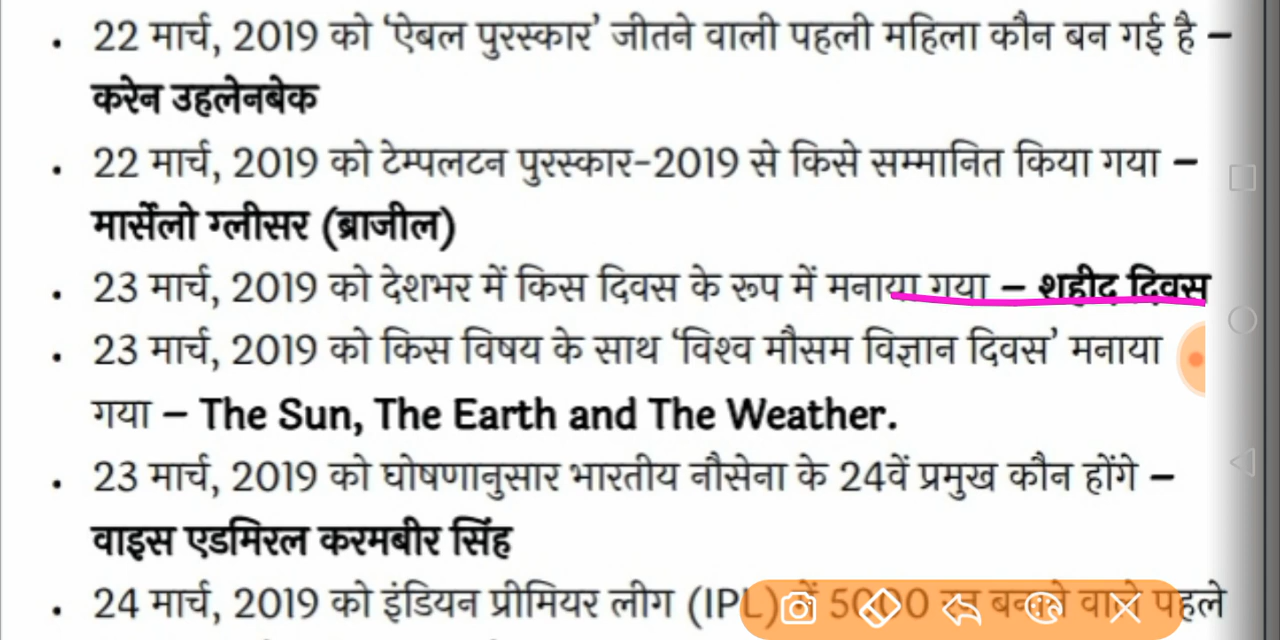 • 22 मार्च, 2019 को ‘ऐबल पुरस्कार’ जीतने वाली पहली महिला कौन बन गई है –
करेन उहलेनबेक
• 22 मार्च, 2019 को टेम्पलटन पुरस्कार-2019 से किसे सम्मानित किया गया –
मार्सेलो ग्लीसर (ब्राजील)
• 23 मार्च, 2019 को देशभर में किस दिवस के रूप में मनाया गया – शहीद दिवस
• 23 मार्च, 2019 को किस विषय के साथ ‘विश्व मौसम विज्ञान दिवस’ मनाया
गया – The Sun, The Earth and The Weather.
• 23 मार्च, 2019 को घोषणानुसार भारतीय नौसेना के 24वें प्रमुख कौन होंगे –
वाइस एडमिरल करमबीर सिंह
• 24 मार्च, 2019 को इंडियन प्रीमियर लीग (IPL) में 5000 रन बनाने वाले पहले